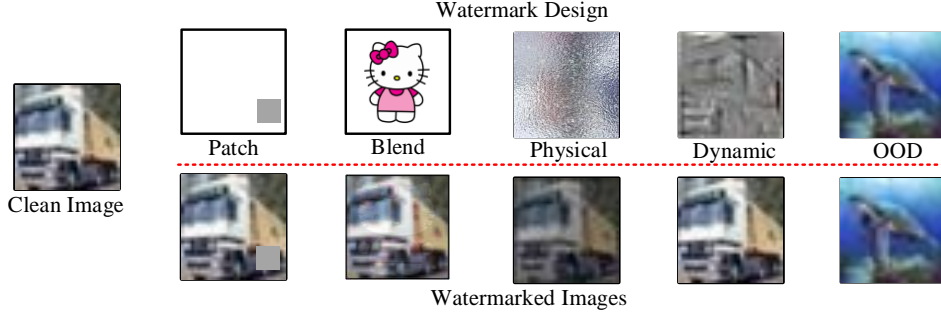 Watermark Design
Patch
Blend
Physical
Dynamic
OOD
Clean Image
Watermarked Images